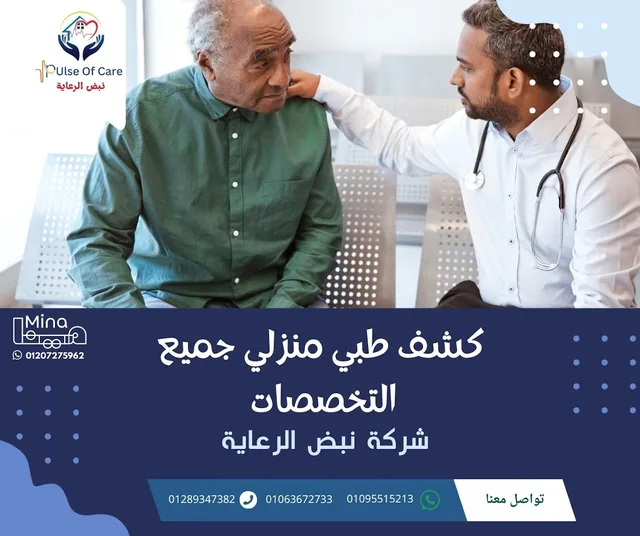 PUlse Of Care
نبض الرعاية
Mina
مينا
01207275962
كشف طبي منزلي جميع
التخصصات
شركة نبض الرعاية
تواصل معنا
01095515213
01063672733
01289347382